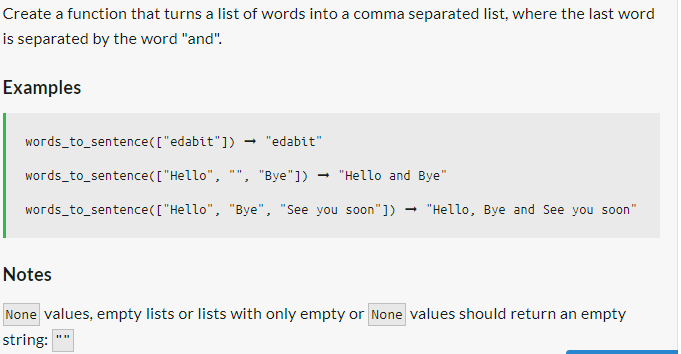 Create a function that turns a list of words into a comma separated list, where the last word
is separated by the word "and".
Examples
words_to_sentence(["edabit"]) → "edabit"
words_to_sentence(["Hello", "", "Bye"]) → "Hello and Bye"
words_to_sentence(["Hello", "Bye", "See you soon"]) → "Hello, Bye and See you soon"
Notes
None values, empty lists or lists with only empty or None values should return an empty
string: ""